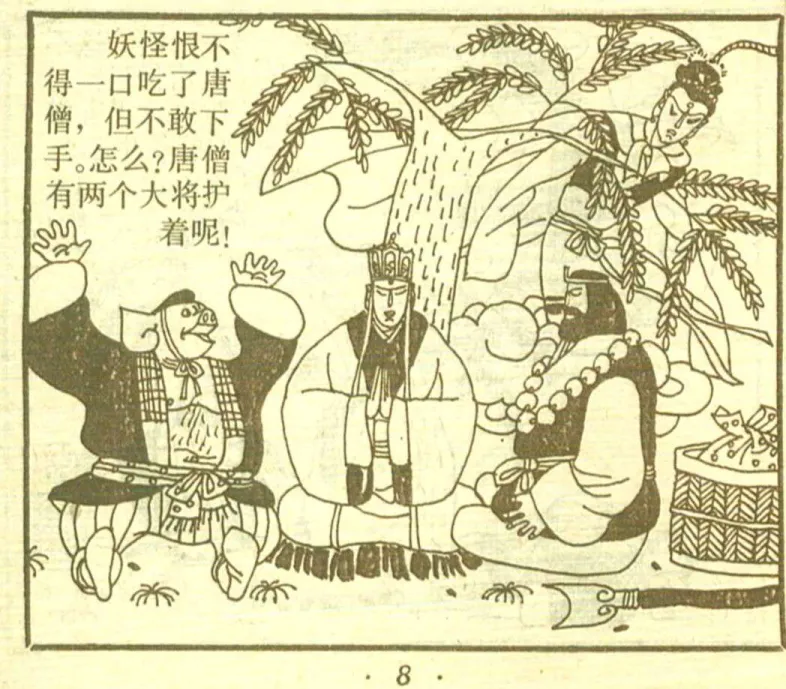 妖怪恨不
得一口吃了唐
僧，但不敢下
手。怎么？唐僧
有两个大将护
着呢！
· 8 ·